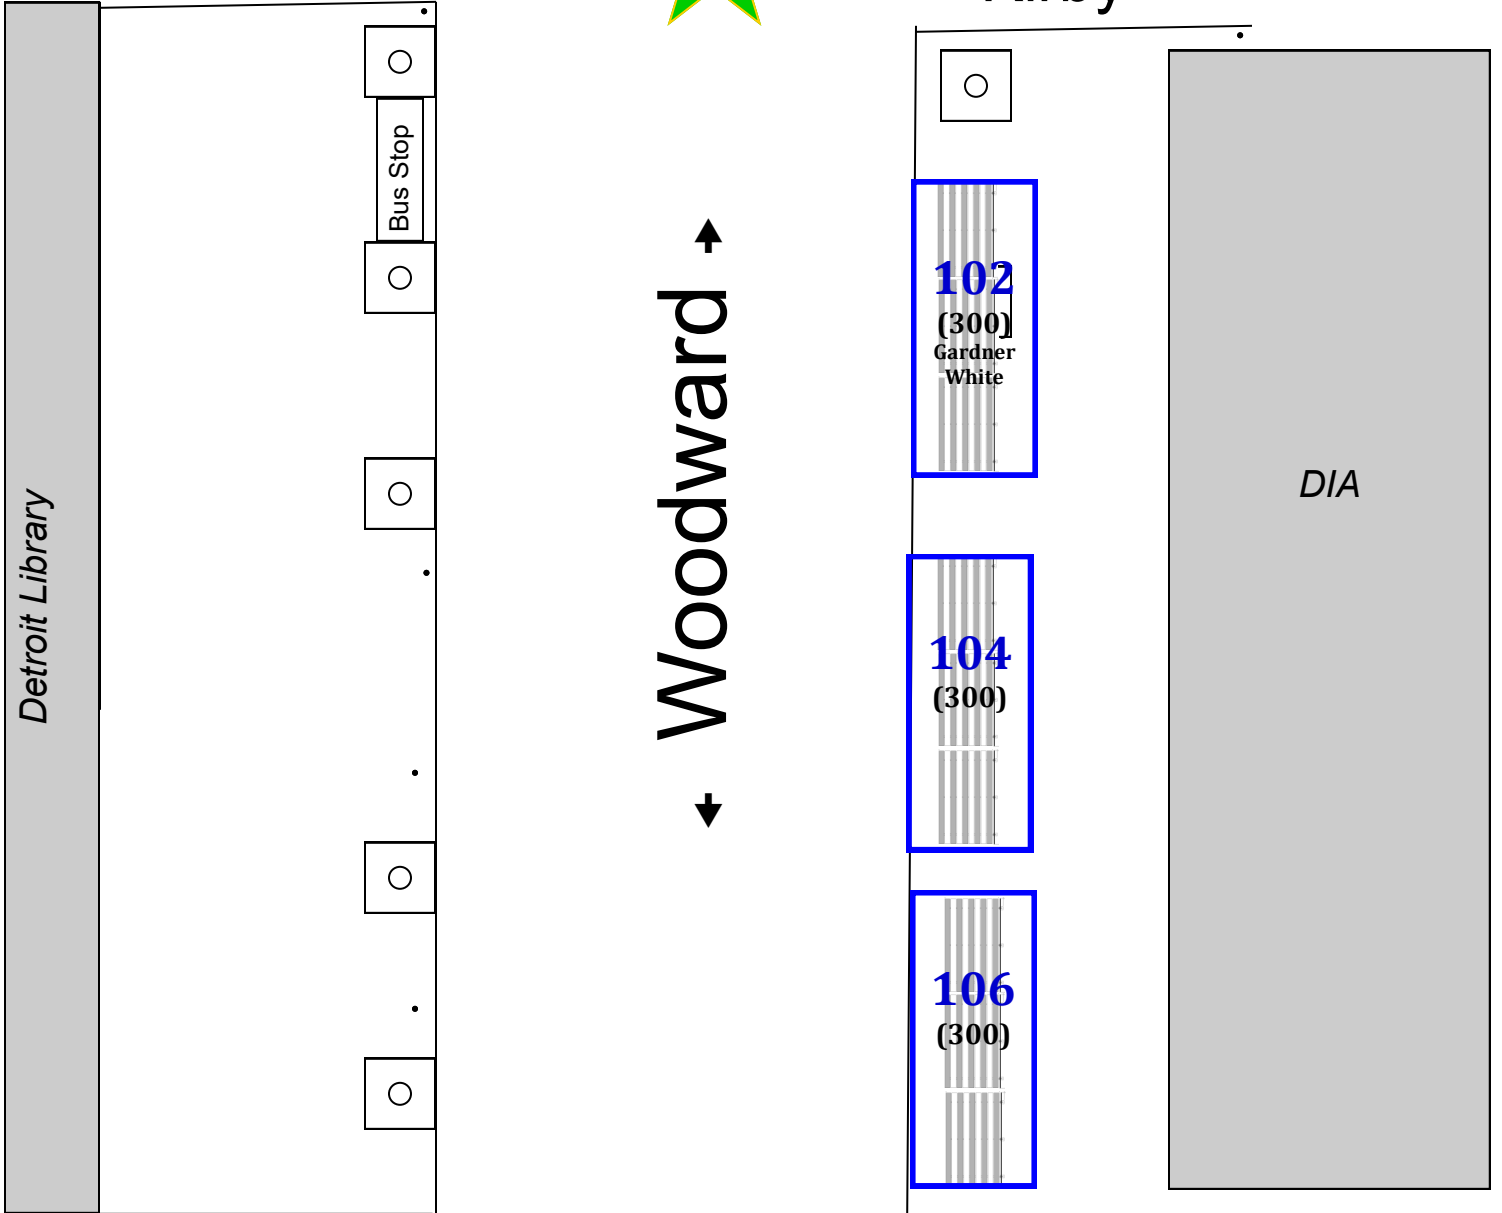 Bus Stop
102
(300)
Gardner
White
Woodward
DIA
Detroit Library
104
(300)
106
(300)